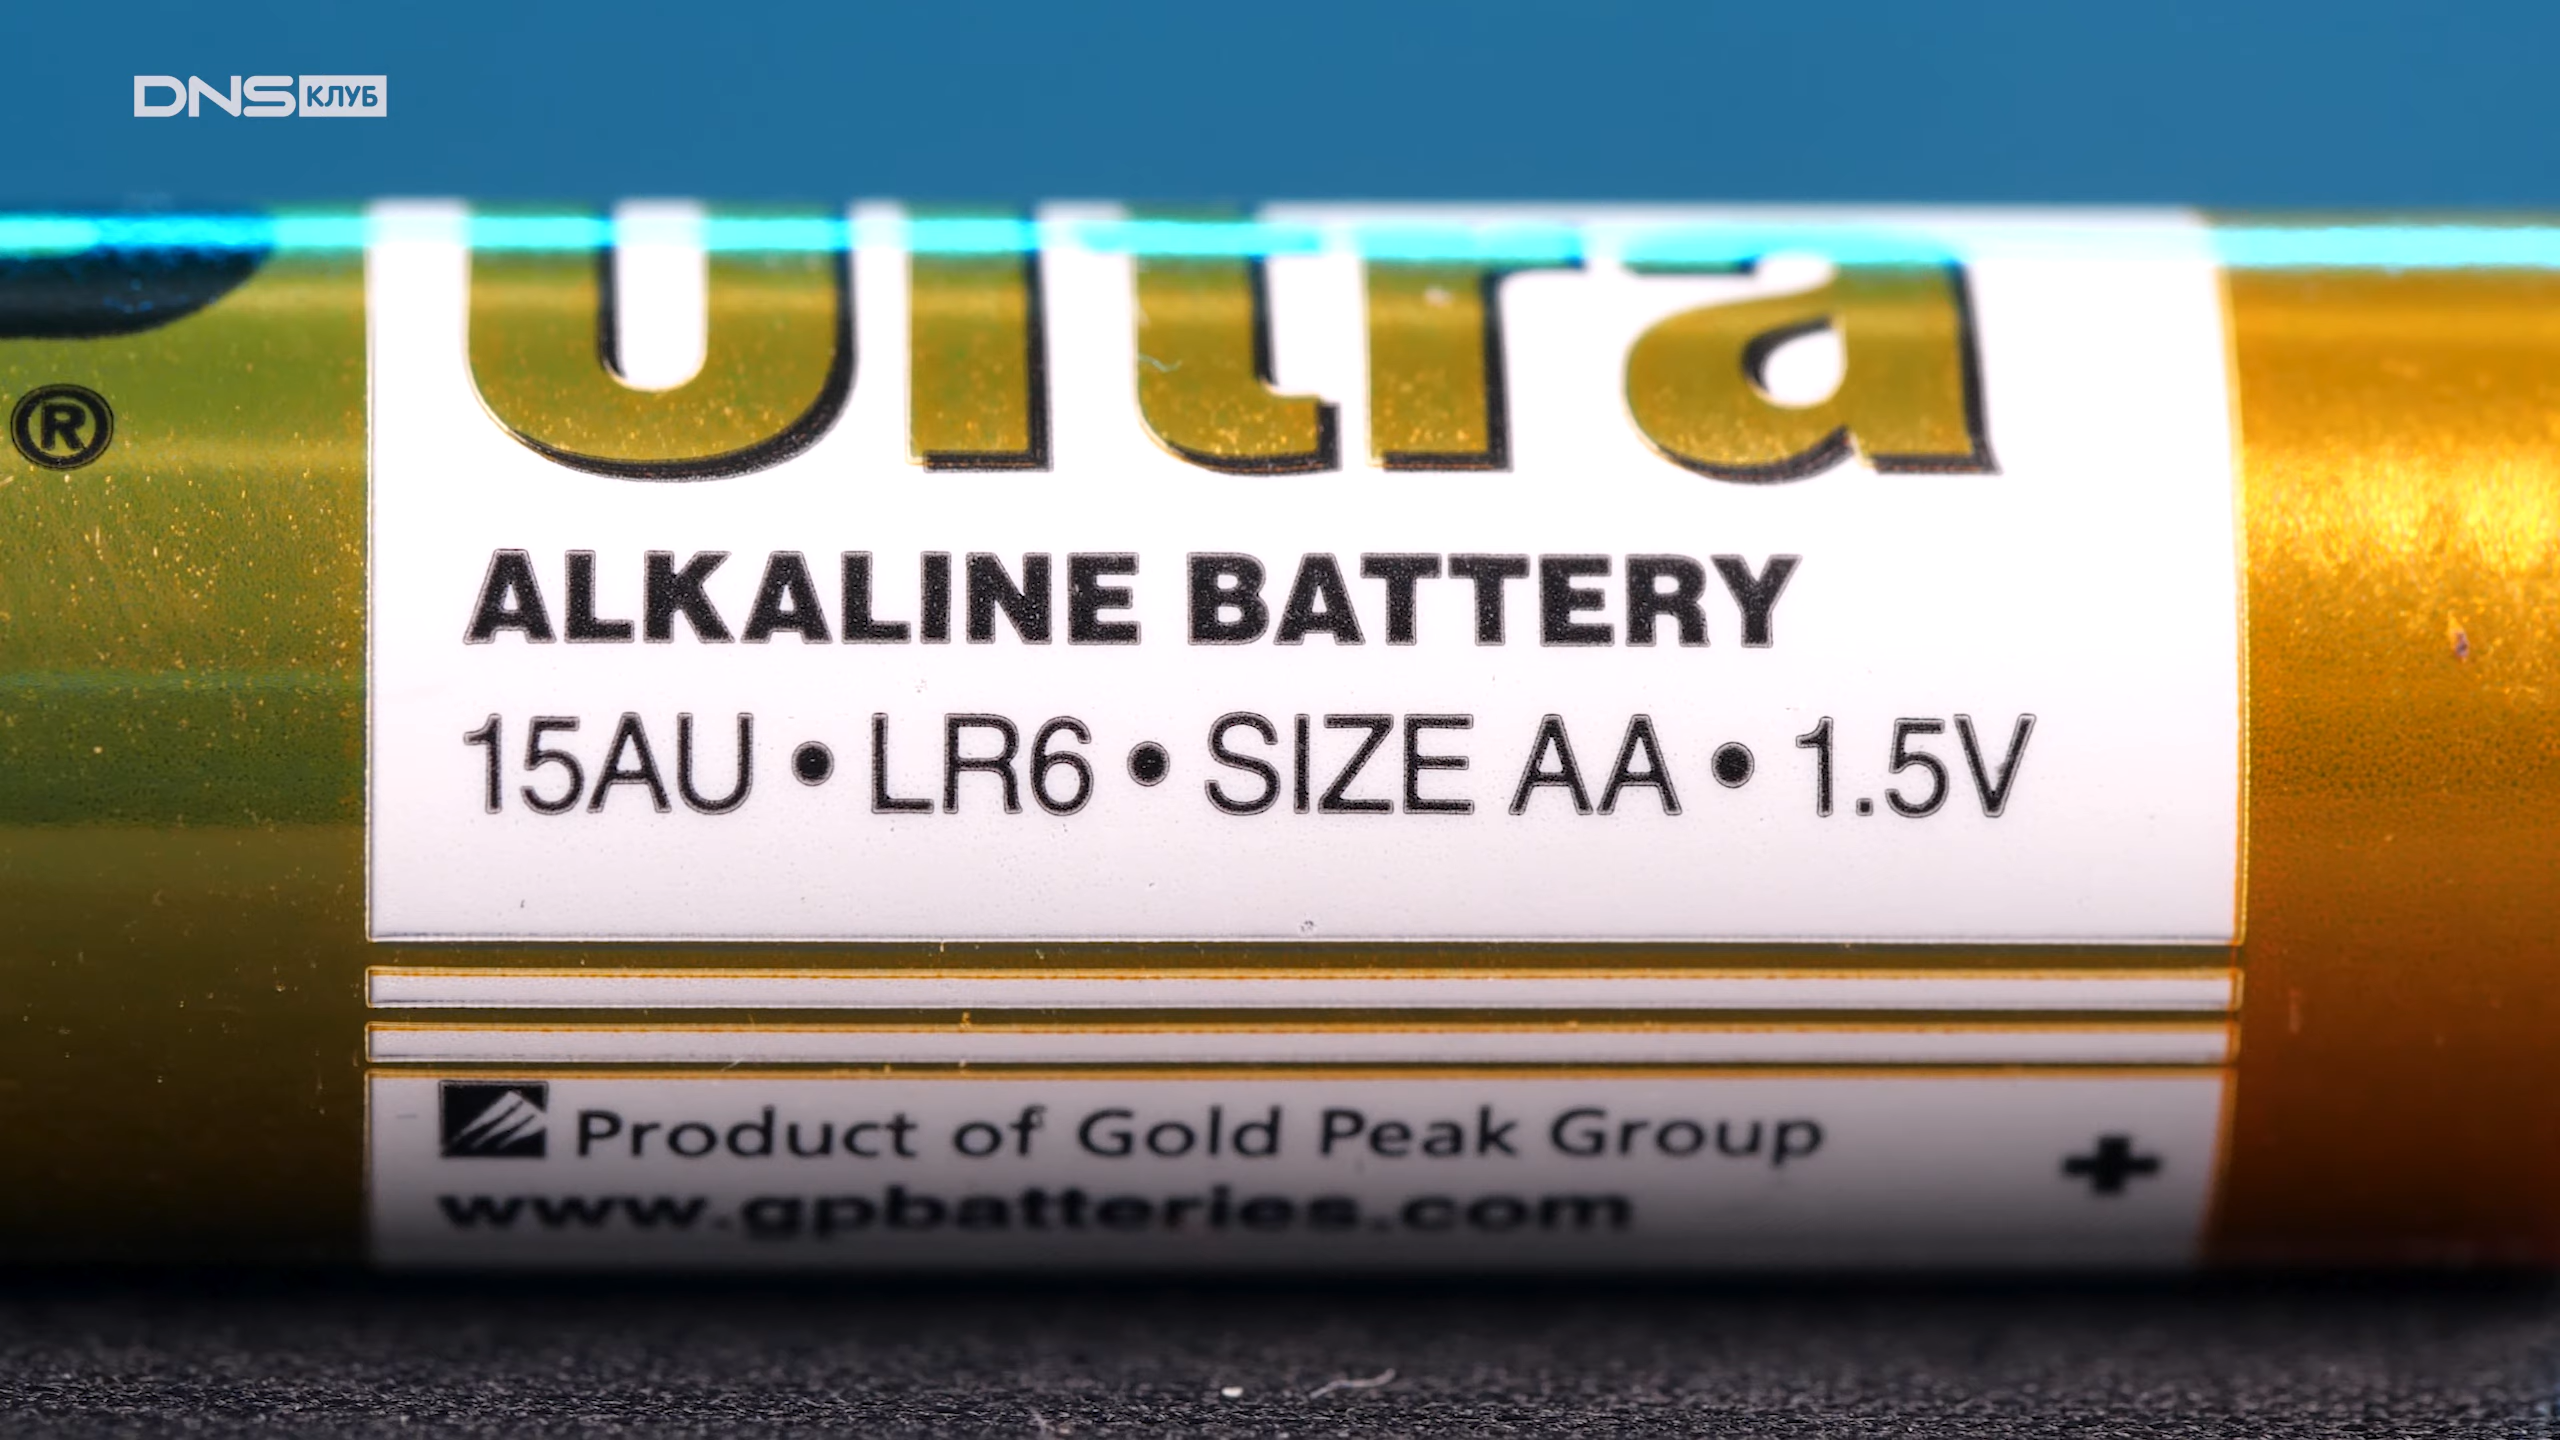 DNS КЛУБ
Ultra
®
ALKALINE BATTERY
15AU • LR6 • SIZE AA • 1.5V
Product of Gold Peak Group
+
www.gpbatteries.com